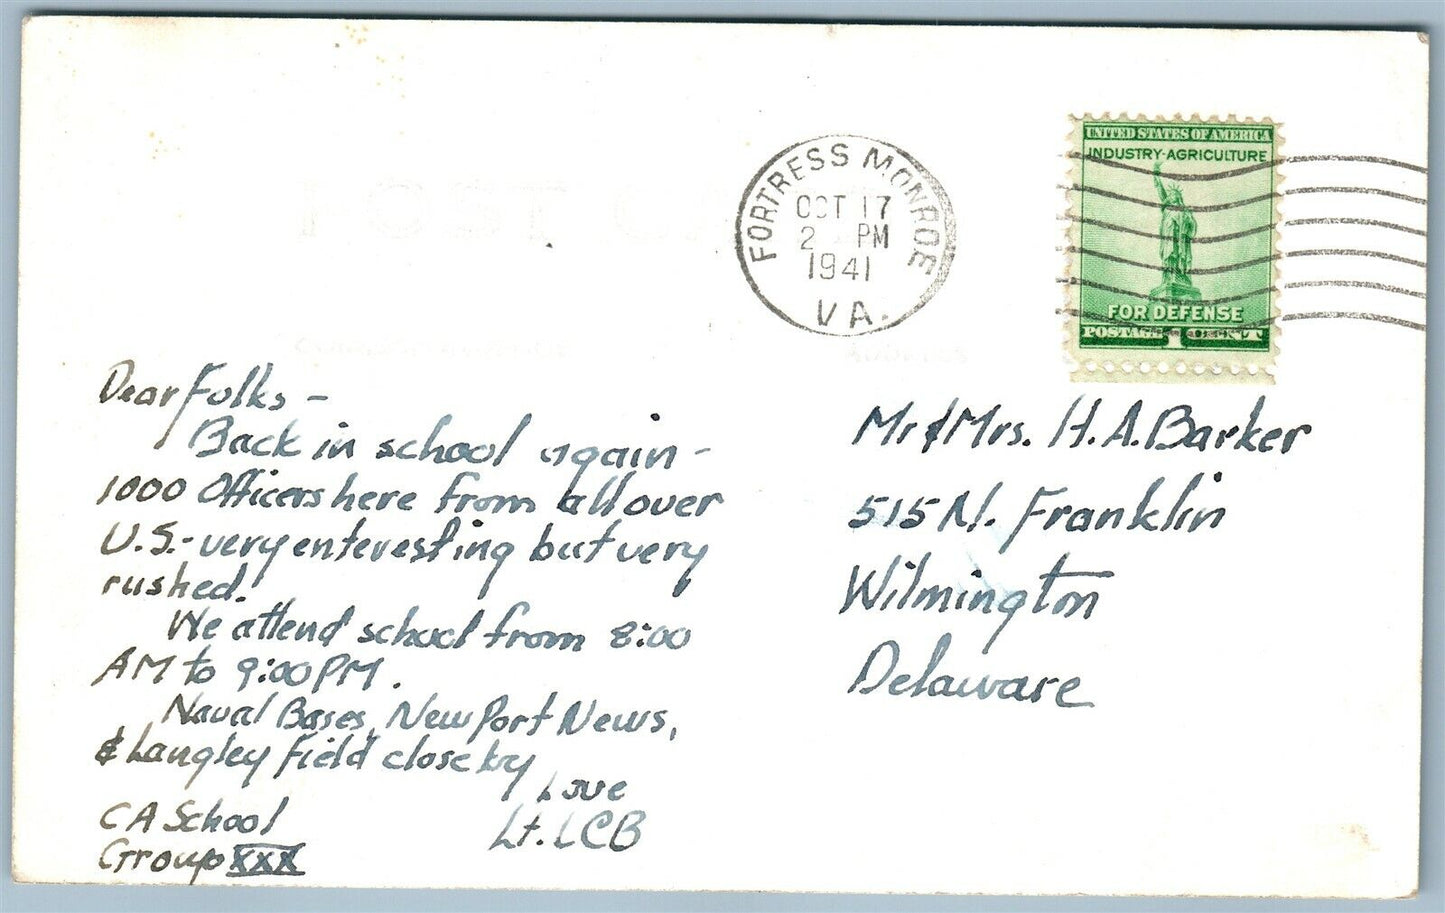 FORTRESS MONROE
OCT 17
2 PM
1941
VA.
UNITED STATES OF AMERICA
INDUSTRY-AGRICULTURE
FOR DEFENSE
POSTAGE 1 CENT
Dear Folks -
Back in school again -
1000 Officers here from all over
U.S. - very enteresting but very
rushed.
We attend school from 8:00
AM to 9:00 PM.
Naval Bases, New Port News,
& Langley Field close by
Love
Lt. LCB
CA School
Group XXX
Mr & Mrs. H. A. Barker
515 N. Franklin
Wilmington
Delaware